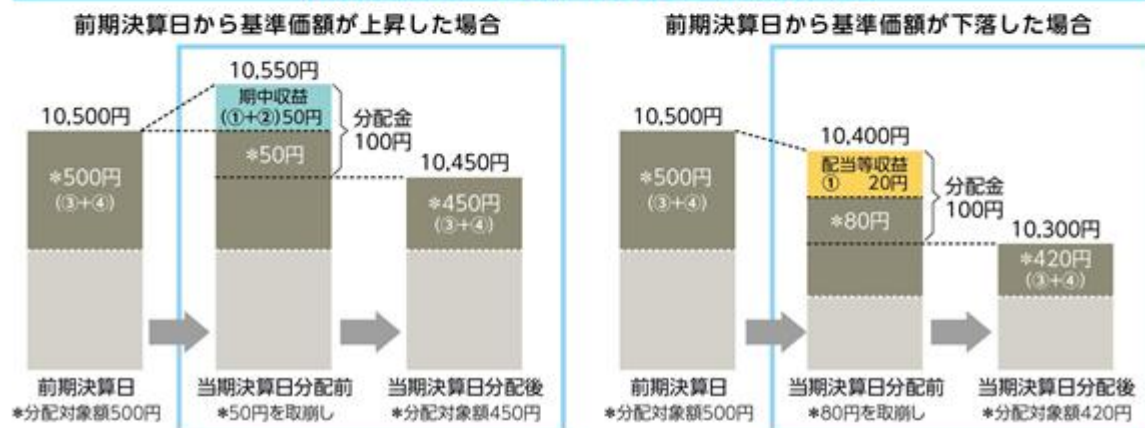 前期決算日から基準価額が上昇した場合
10,550円
10,500円
期中収益
(①+②)50円
分配金
100円
*500円
(③+④)
*50円
10,450円
*450円
(③+④)
前期決算日
*分配対象額500円
当期決算日分配前
*50円を取崩し
当期決算日分配後
*分配対象額450円
前期決算日から基準価額が下落した場合
10,500円
10,400円
配当等収益
① 20円
分配金
100円
*500円
(③+④)
*80円
10,300円
*420円
(③+④)
前期決算日
*分配対象額500円
当期決算日分配前
*80円を取崩し
当期決算日分配後
*分配対象額420円